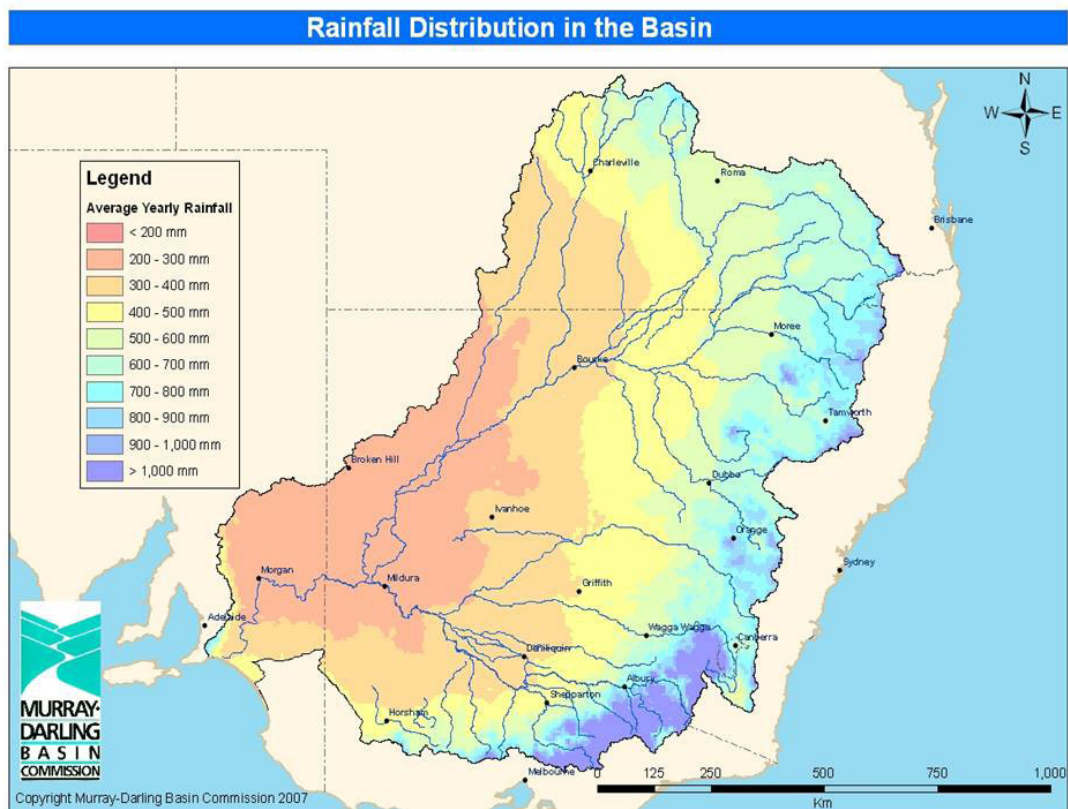 Rainfall Distribution in the Basin
N
W E
S
Legend
Average Yearly Rainfall
< 200 mm
200 - 300 mm
300 - 400 mm
400 - 500 mm
500 - 600 mm
600 - 700 mm
700 - 800 mm
800 - 900 mm
900 - 1,000 mm
> 1,000 mm
Charleville
Roma
Brisbane
Moree
Bourke
Tamworth
Broken Hill
Dubbo
Ivanhoe
Orange
Sydney
Morgan
Mildura
Griffith
Adelaide
Wagga Wagga
Canberra
Deniliquin
Albury
Shepparton
Horsham
Melbourne
MURRAY-
DARLING
BASIN
COMMISSION
0 125 250 500 750 1,000
Km
Copyright Murray-Darling Basin Commission 2007